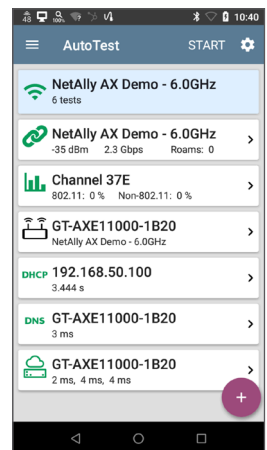 48 100% 10:40
AutoTest START
NetAlly AX Demo - 6.0GHz
6 tests
NetAlly AX Demo - 6.0GHz
-35 dBm 2.3 Gbps Roams: 0
Channel 37E
802.11: 0 % Non-802.11: 0 %
GT-AXE11000-1B20
NetAlly AX Demo - 6.0GHz
DHCP 192.168.50.100
3.444 s
DNS GT-AXE11000-1B20
3 ms
GT-AXE11000-1B20
2 ms, 4 ms, 4 ms
+